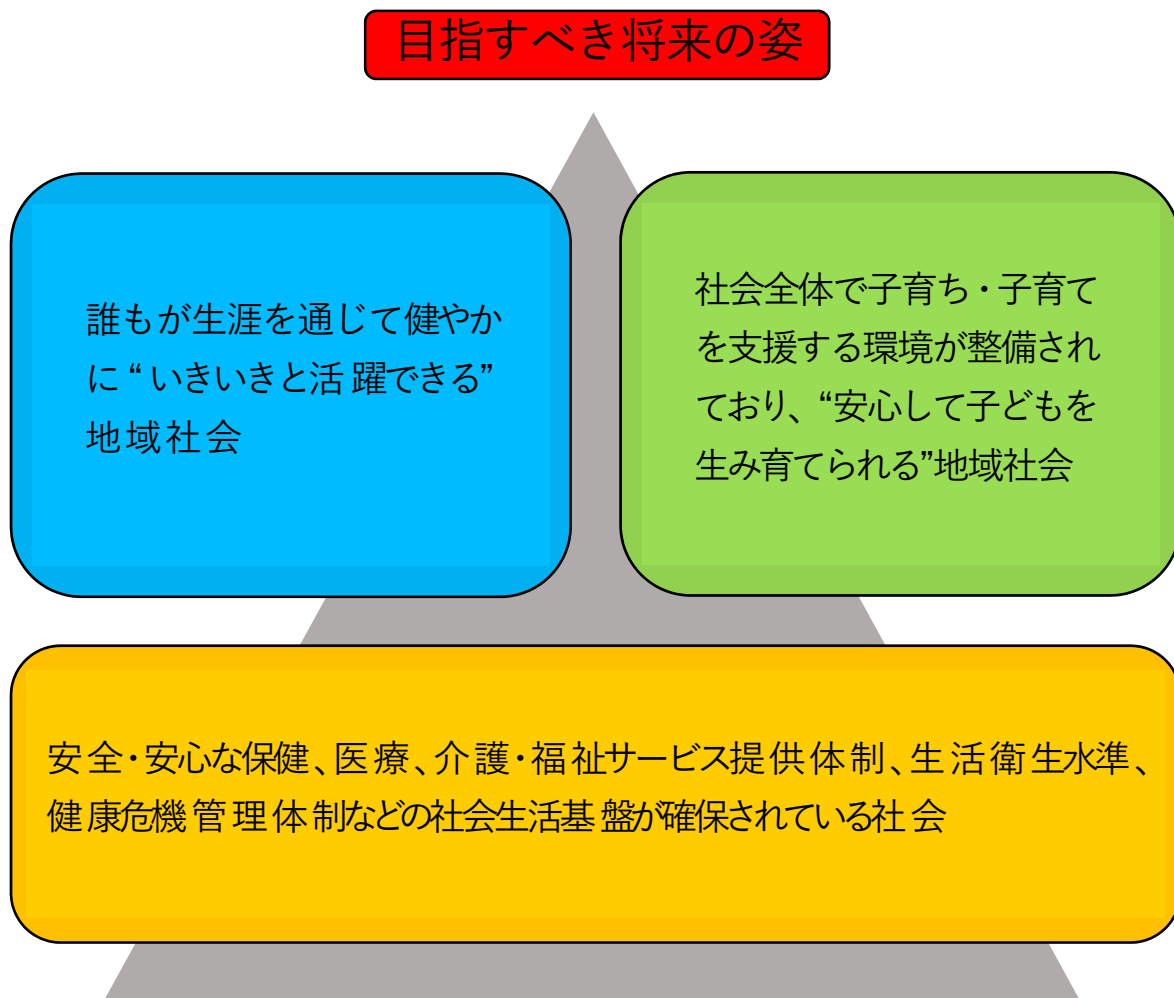 目指すべき将来の姿
誰もが生涯を通じて健やか
に“いきいきと活躍できる”
地域社会
社会全体で子育ち・子育て
を支援する環境が整備され
ており、“安心して子どもを
生み育てられる”地域社会
安全・安心な保健、医療、介護・福祉サービス提供体制、生活衛生水準、
健康危機管理体制などの社会生活基盤が確保されている社会